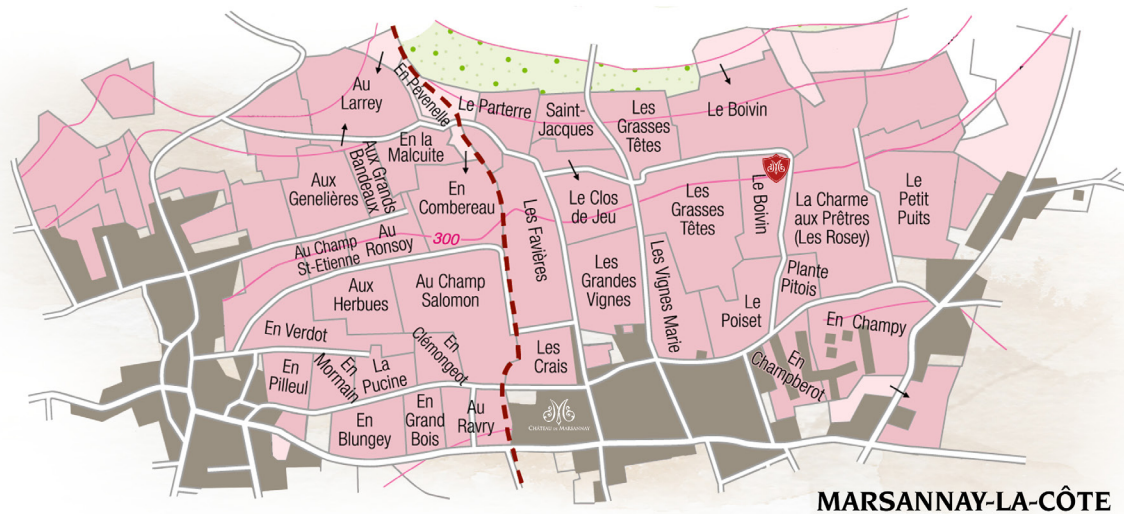 Au
Larrey
En Pévenelle
Le Parterre
Saint-
Jacques
Les
Grasses
Têtes
Le Boivin
En la
Malcuite
Aux Grands
Bandeaux
Aux
Genelières
En
Combereau
Les Favières
Le Clos
de Jeu
Les
Grasses
Têtes
Le Boivin
La Charme
aux Prêtres
(Les Rosey)
Le
Petit
Puits
Au Champ
St-Etienne
Au
Ronsoy
300
Aux
Herbues
Au Champ
Salomon
Les
Grandes
Vignes
Les Vignes Marie
Le
Poiset
Plante
Pitois
En Verdot
En
Pilleul
En
Mormain
La
Pucine
En
Clémongeot
Les
Crais
En Champy
En
Champberot
En
Blungey
En
Grand
Bois
Au
Ravry
CHÂTEAU DE MARSANNAY
MARSANNAY-LA-CÔTE